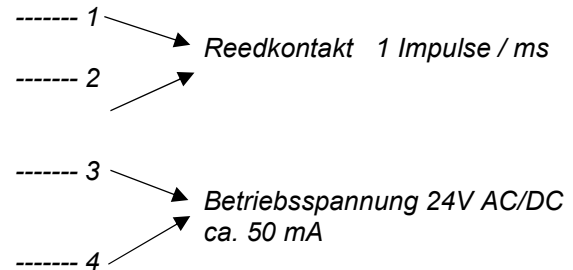 ------- 1
Reedkontakt 1 Impulse / ms
------- 2
------- 3
Betriebsspannung 24V AC/DC
ca. 50 mA
------- 4